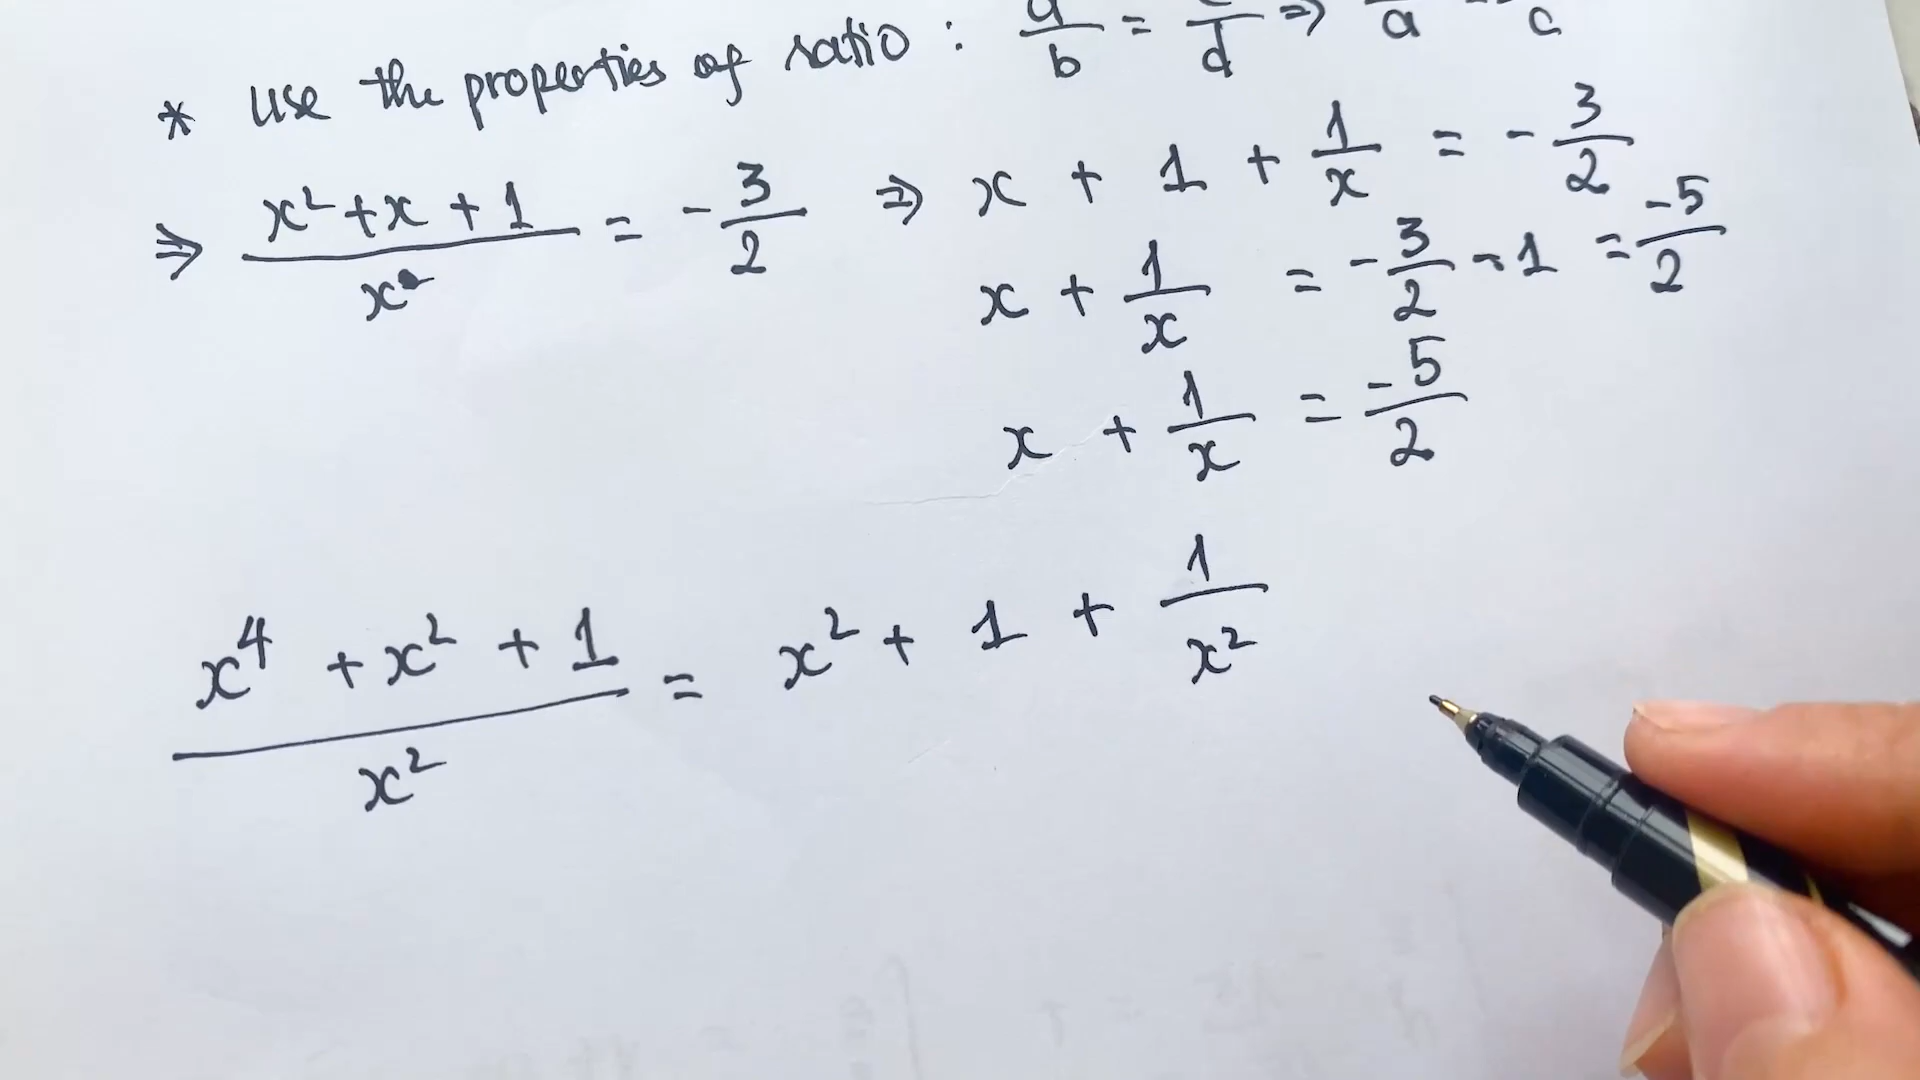 * use the properties of ratio : a/b = c/d ⇒ /a = /c
⇒ (x² + x + 1)/x = -3/2 ⇒ x + 1 + 1/x = -3/2
x + 1/x = -3/2 - 1 = -5/2
x + 1/x = -5/2
(x⁴ + x² + 1)/x² = x² + 1 + 1/x²